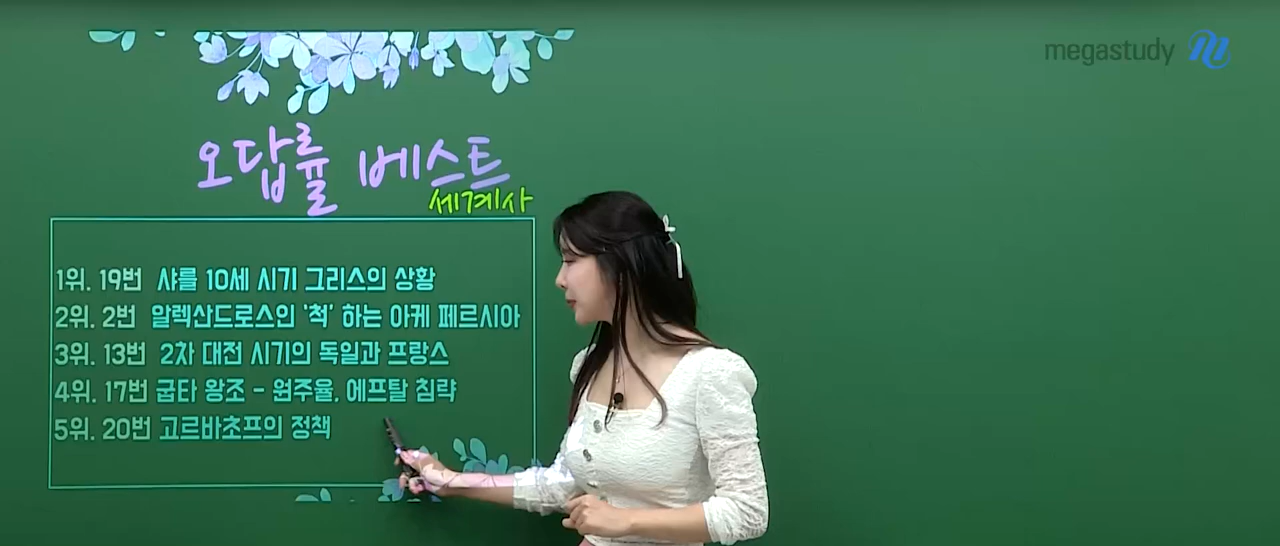 megastudy
오답률 베스트
세계사
1위. 19번 샤를 10세 시기 그리스의 상황
2위. 2번 알렉산드로스인 '척' 하는 아케 페르시아
3위. 13번 2차 대전 시기의 독일과 프랑스
4위. 17번 굽타 왕조 - 원주율, 에프탈 침략
5위. 20번 고르바초프의 정책